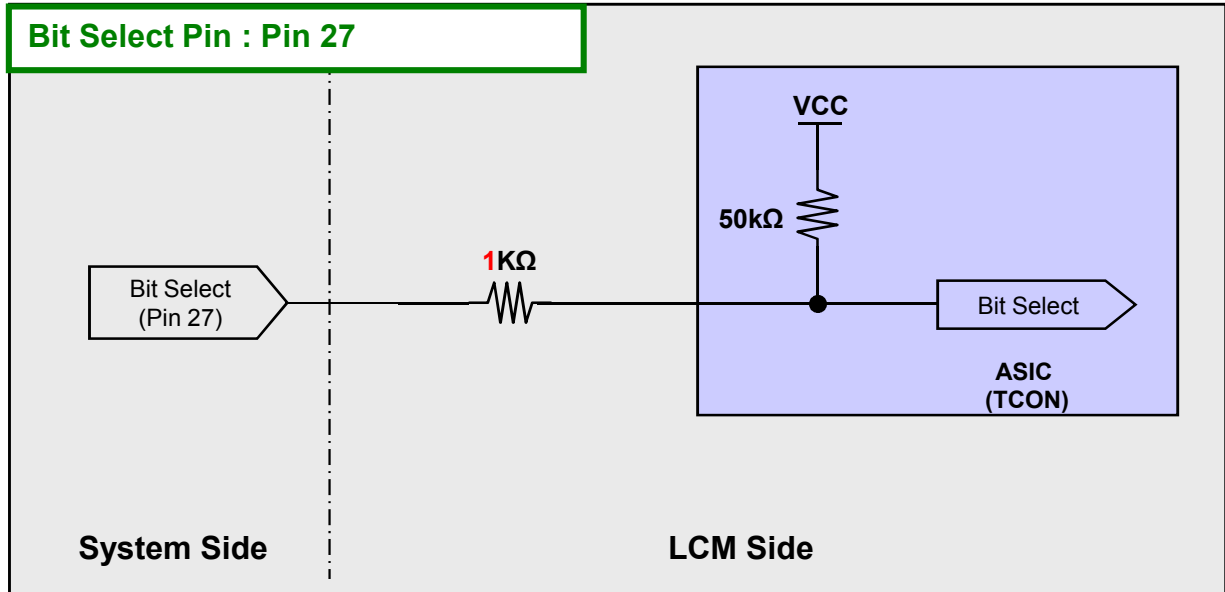 Bit Select Pin : Pin 27
VCC
50kΩ
1KΩ
Bit Select
(Pin 27)
Bit Select
ASIC
(TCON)
System Side
LCM Side